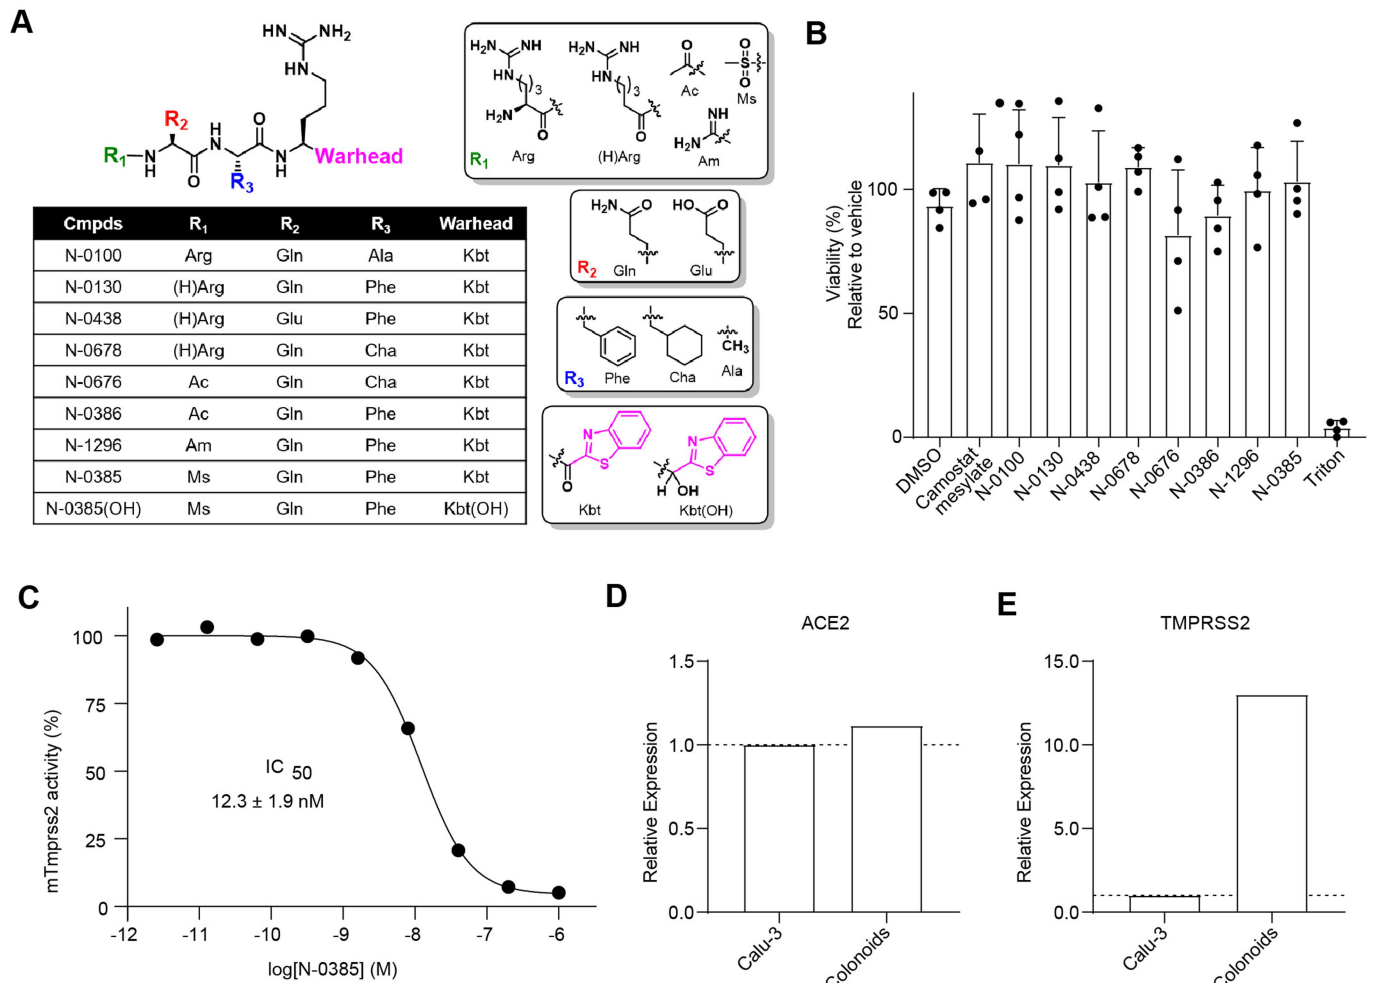 A
HN NH₂
HN
R₂
H
N
O
R₁ N
H
O
R₃
N
H
Warhead
H₂N NH
HN
3
H₂N
O
Arg
H₂N NH
HN
3
O
(H)Arg
O
Ac
O
S
O
Ms
NH
H₂N
Am
R₁
Cmpds R₁ R₂ R₃ Warhead
N-0100 Arg Gln Ala Kbt
N-0130 (H)Arg Gln Phe Kbt
N-0438 (H)Arg Glu Phe Kbt
N-0678 (H)Arg Gln Cha Kbt
N-0676 Ac Gln Cha Kbt
N-0386 Ac Gln Phe Kbt
N-1296 Am Gln Phe Kbt
N-0385 Ms Gln Phe Kbt
N-0385(OH) Ms Gln Phe Kbt(OH)
H₂N O
HO O
R₂ Gln Glu
CH₃
R₃ Phe Cha Ala
N
S
O
Kbt
N
S
H OH
Kbt(OH)
B
Viability (%)
Relative to vehicle
100
50
0
DMSO
Camostat
mesylate
N-0100
N-0130
N-0438
N-0678
N-0676
N-0386
N-1296
N-0385
Triton
C
mTmprss2 activity (%)
100
75
50
25
0
IC 50
12.3 ± 1.9 nM
-12 -11 -10 -9 -8 -7 -6
log[N-0385] (M)
D
ACE2
Relative Expression
1.5
1.0
0.5
0.0
Calu-3
Colonoids
E
TMPRSS2
Relative Expression
15.0
10.0
5.0
0.0
Calu-3
Colonoids